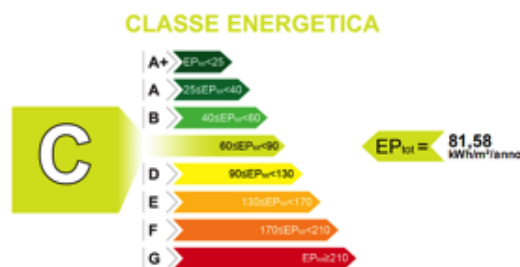 CLASSE ENERGETICA
A+ EPtot<25
A 25≤EPtot<40
B 40≤EPtot<60
C 60≤EPtot<90
D 90≤EPtot<130
E 130≤EPtot<170
F 170≤EPtot<210
G EPtot≥210
EPtot = 81,58
kWh/m²/anno